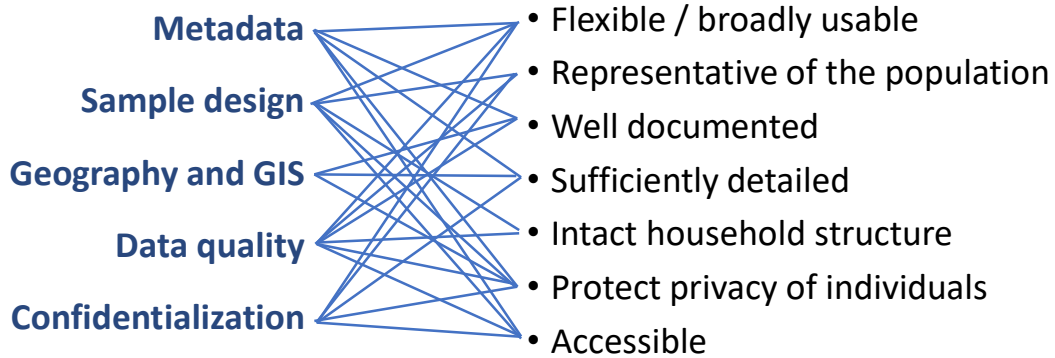 Metadata
Sample design
Geography and GIS
Data quality
Confidentialization
• Flexible / broadly usable
• Representative of the population
• Well documented
• Sufficiently detailed
• Intact household structure
• Protect privacy of individuals
• Accessible